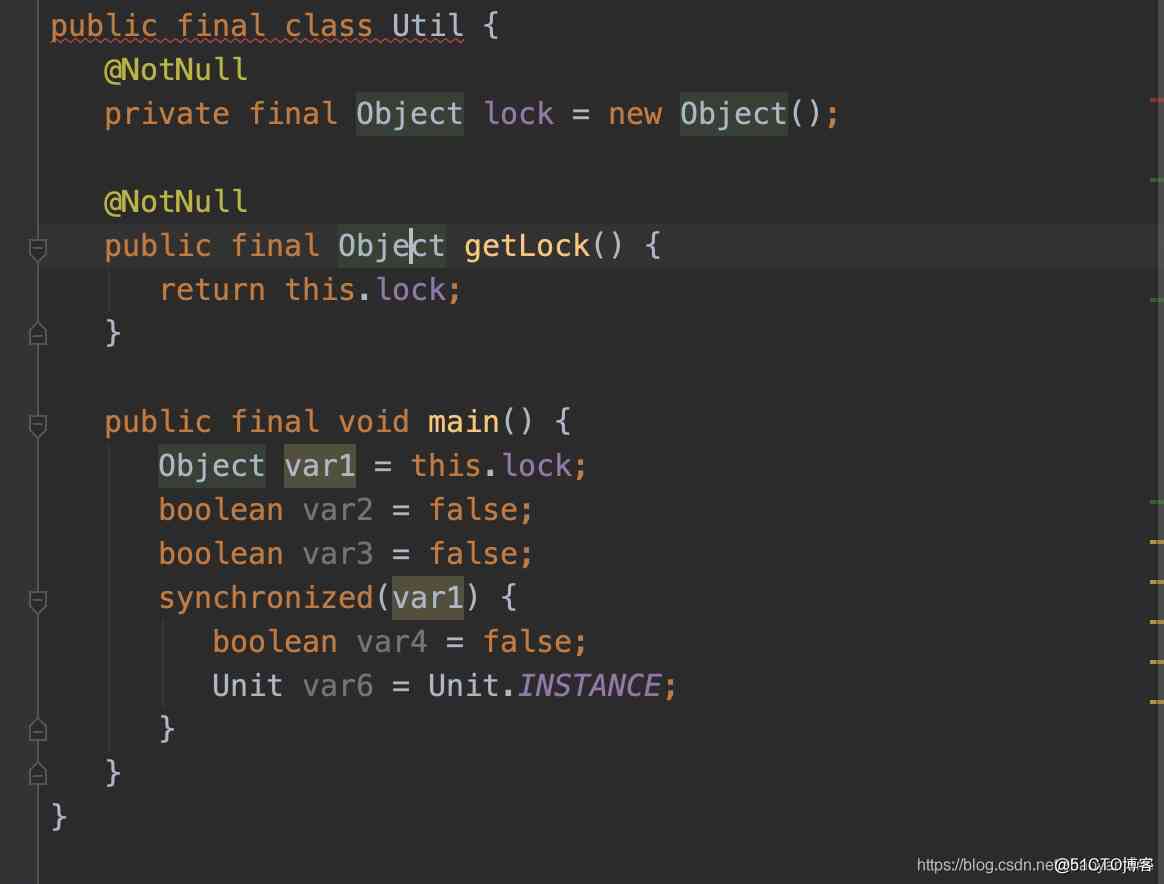 public final class Util {
@NotNull
private final Object lock = new Object();
@NotNull
public final Object getLock() {
return this.lock;
}
public final void main() {
Object var1 = this.lock;
boolean var2 = false;
boolean var3 = false;
synchronized(var1) {
boolean var4 = false;
Unit var6 = Unit.INSTANCE;
}
}
}
https://blog.csdn.net @51CTO博客